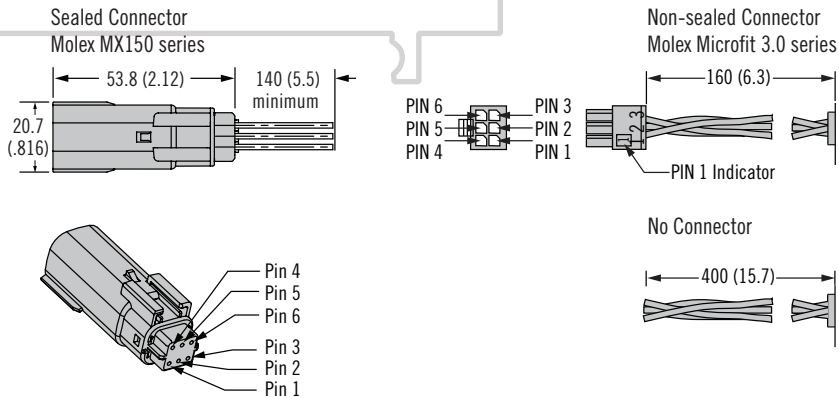 Sealed Connector
Molex MX150 series
53.8 (2.12)
140 (5.5)
minimum
20.7
(.816)
Pin 4
Pin 5
Pin 6
Pin 3
Pin 2
Pin 1
Non-sealed Connector
Molex Microfit 3.0 series
160 (6.3)
PIN 6 PIN 3
PIN 5 PIN 2
PIN 4 PIN 1
1 2 3
PIN 1 Indicator
No Connector
400 (15.7)